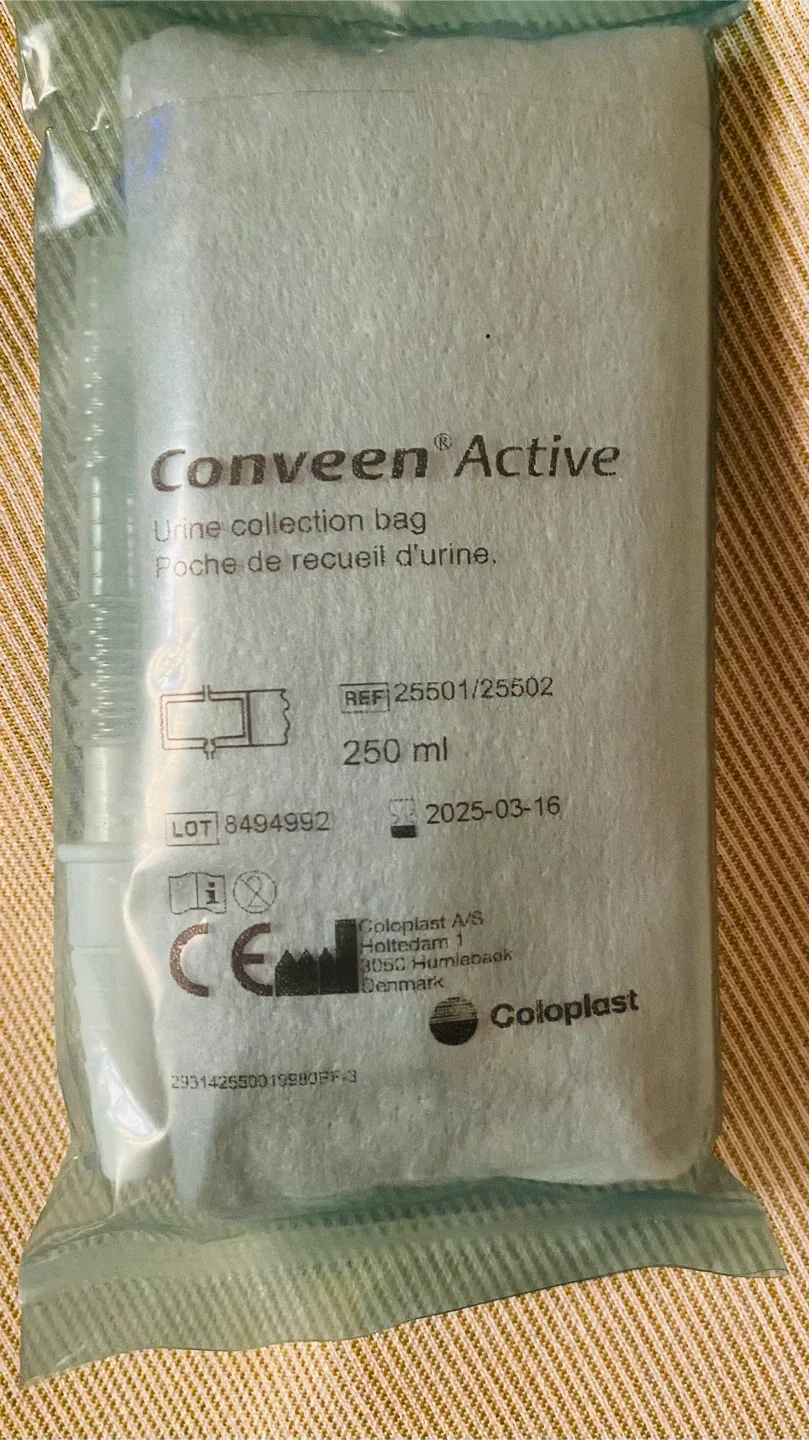 Conveen® Active
Urine collection bag
Poche de recueil d'urine.
REF 25501/25502
250 ml
LOT 8494992
2025-03-16
i
CE
Coloplast A/S
Holtedam 1
3050 Humlebaek
Denmark
Coloplast